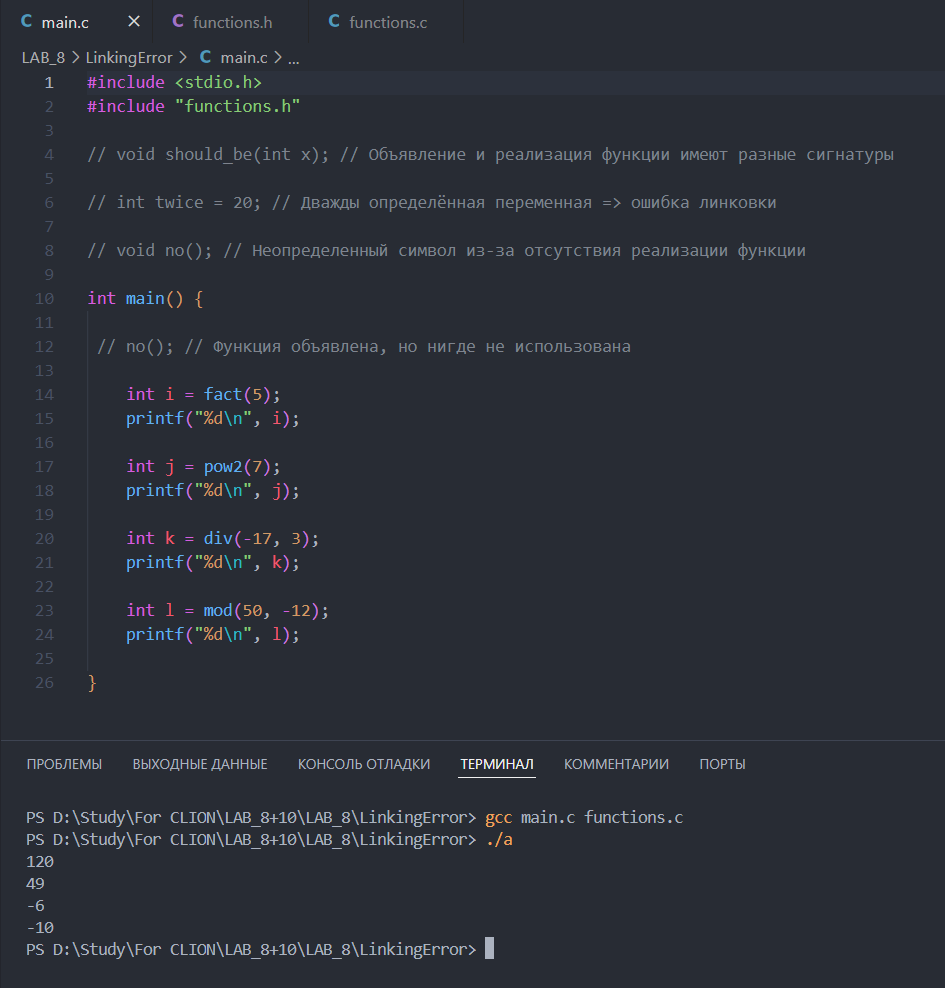 C main.c ×
C functions.h
C functions.c
LAB_8 > LinkingError > C main.c > ...
1 #include <stdio.h>
2 #include "functions.h"
3
4 // void should_be(int x); // Объявление и реализация функции имеют разные сигнатуры
5
6 // int twice = 20; // Дважды определённая переменная => ошибка линковки
7
8 // void no(); // Неопределенный символ из-за отсутствия реализации функции
9
10 int main() {
11
12 // no(); // Функция объявлена, но нигде не использована
13
14 int i = fact(5);
15 printf("%d\n", i);
16
17 int j = pow2(7);
18 printf("%d\n", j);
19
20 int k = div(-17, 3);
21 printf("%d\n", k);
22
23 int l = mod(50, -12);
24 printf("%d\n", l);
25
26 }
ПРОБЛЕМЫ ВЫХОДНЫЕ ДАННЫЕ КОНСОЛЬ ОТЛАДКИ ТЕРМИНАЛ КОММЕНТАРИИ ПОРТЫ
PS D:\Study\For CLION\LAB_8+10\LAB_8\LinkingError> gcc main.c functions.c
PS D:\Study\For CLION\LAB_8+10\LAB_8\LinkingError> ./a
120
49
-6
-10
PS D:\Study\For CLION\LAB_8+10\LAB_8\LinkingError>